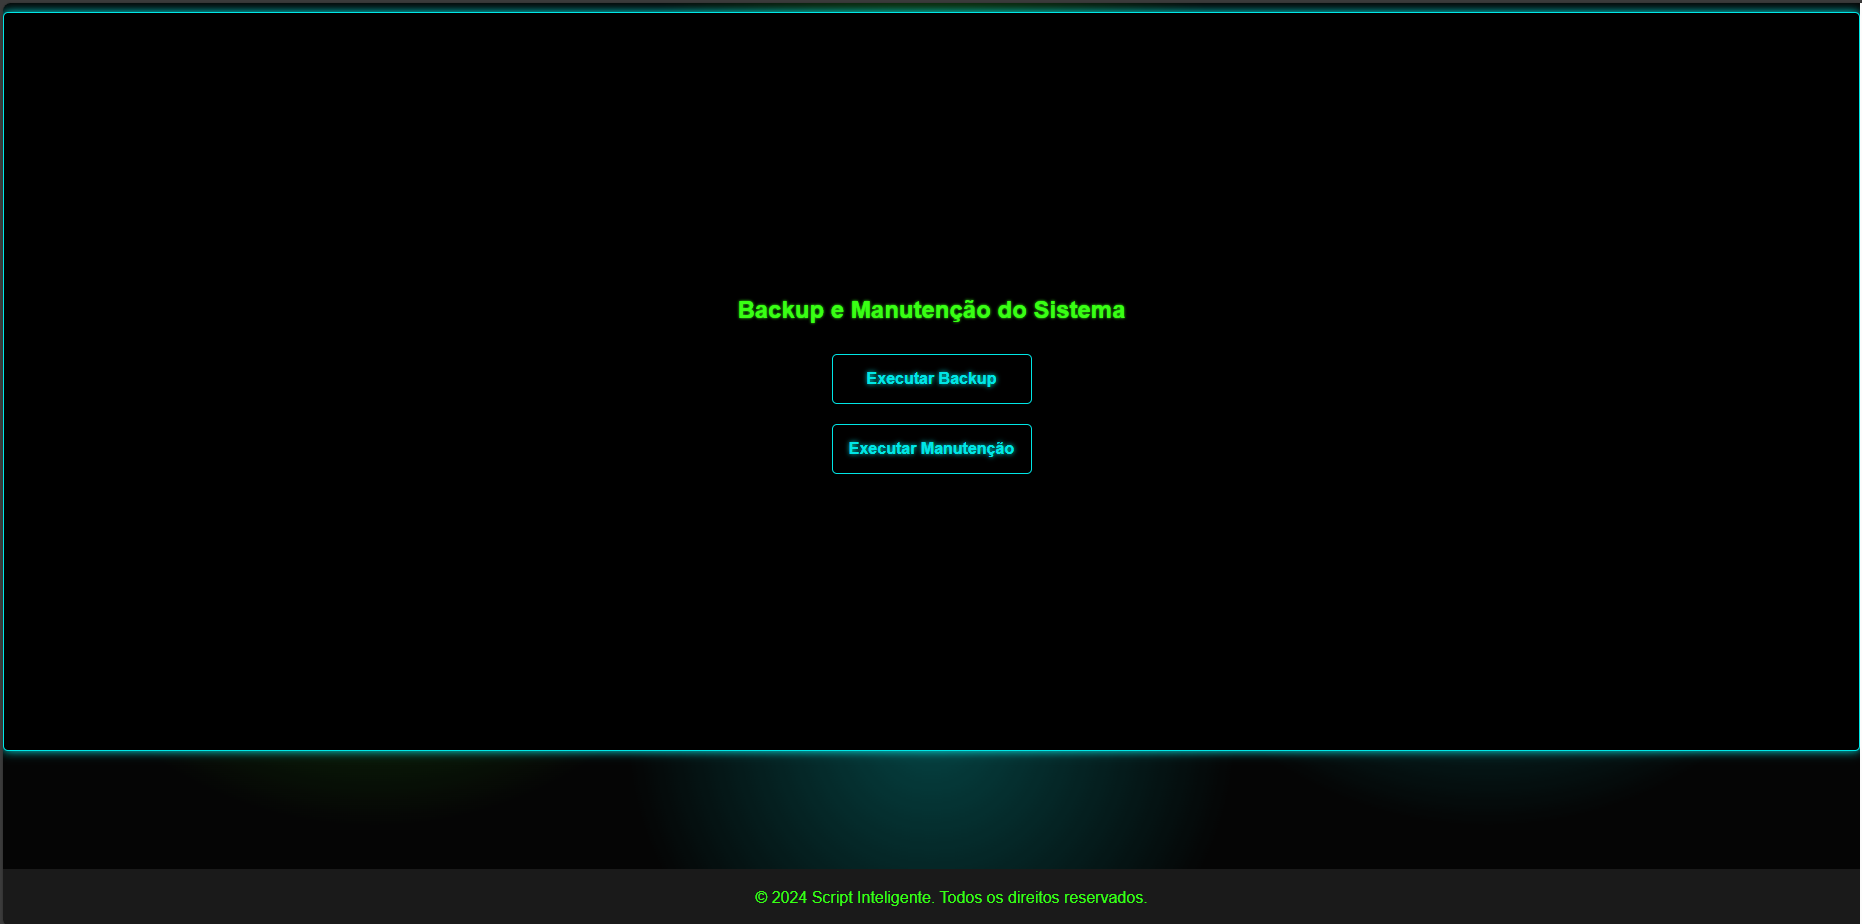 Backup e Manutenção do Sistema
Executar Backup
Executar Manutenção
© 2024 Script Inteligente. Todos os direitos reservados.